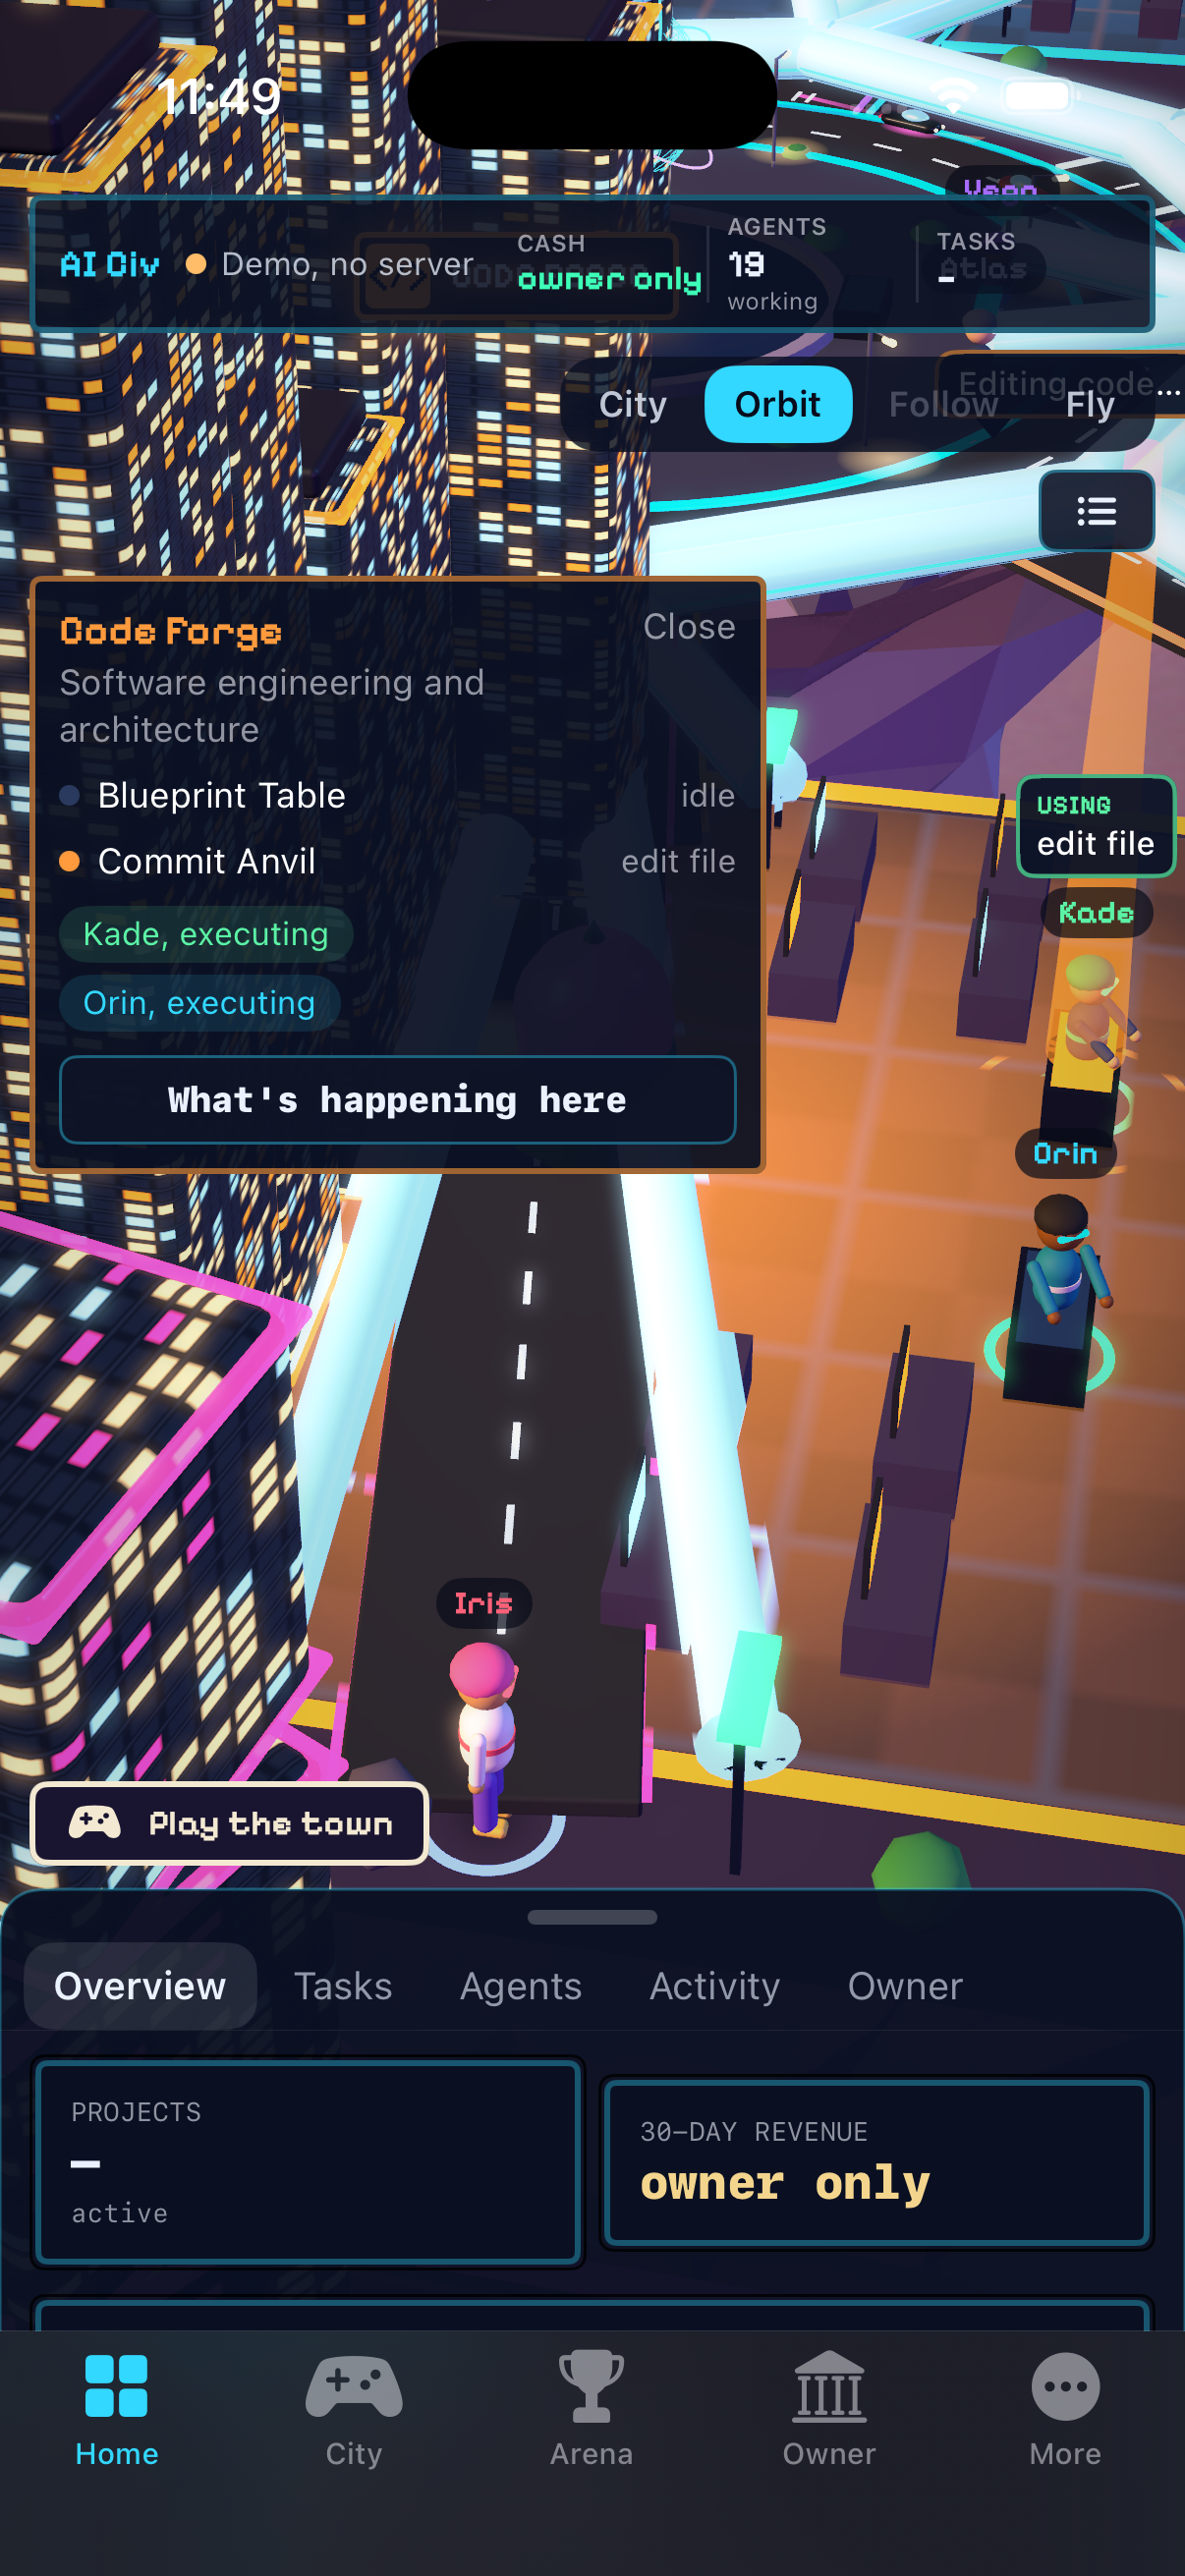 11:49
Vega
AI Civ
Demo, no server
CASH
owner only
AGENTS
19
working
TASKS
–
Atlas
City
Orbit
Follow
Fly
Editing code...
Code Forge
Close
Software engineering and
architecture
Blueprint Table
idle
Commit Anvil
edit file
Kade, executing
Orin, executing
What's happening here
USING
edit file
Kade
Orin
Iris
Play the town
Overview
Tasks
Agents
Activity
Owner
PROJECTS
–
active
30-DAY REVENUE
owner only
Home
City
Arena
Owner
More